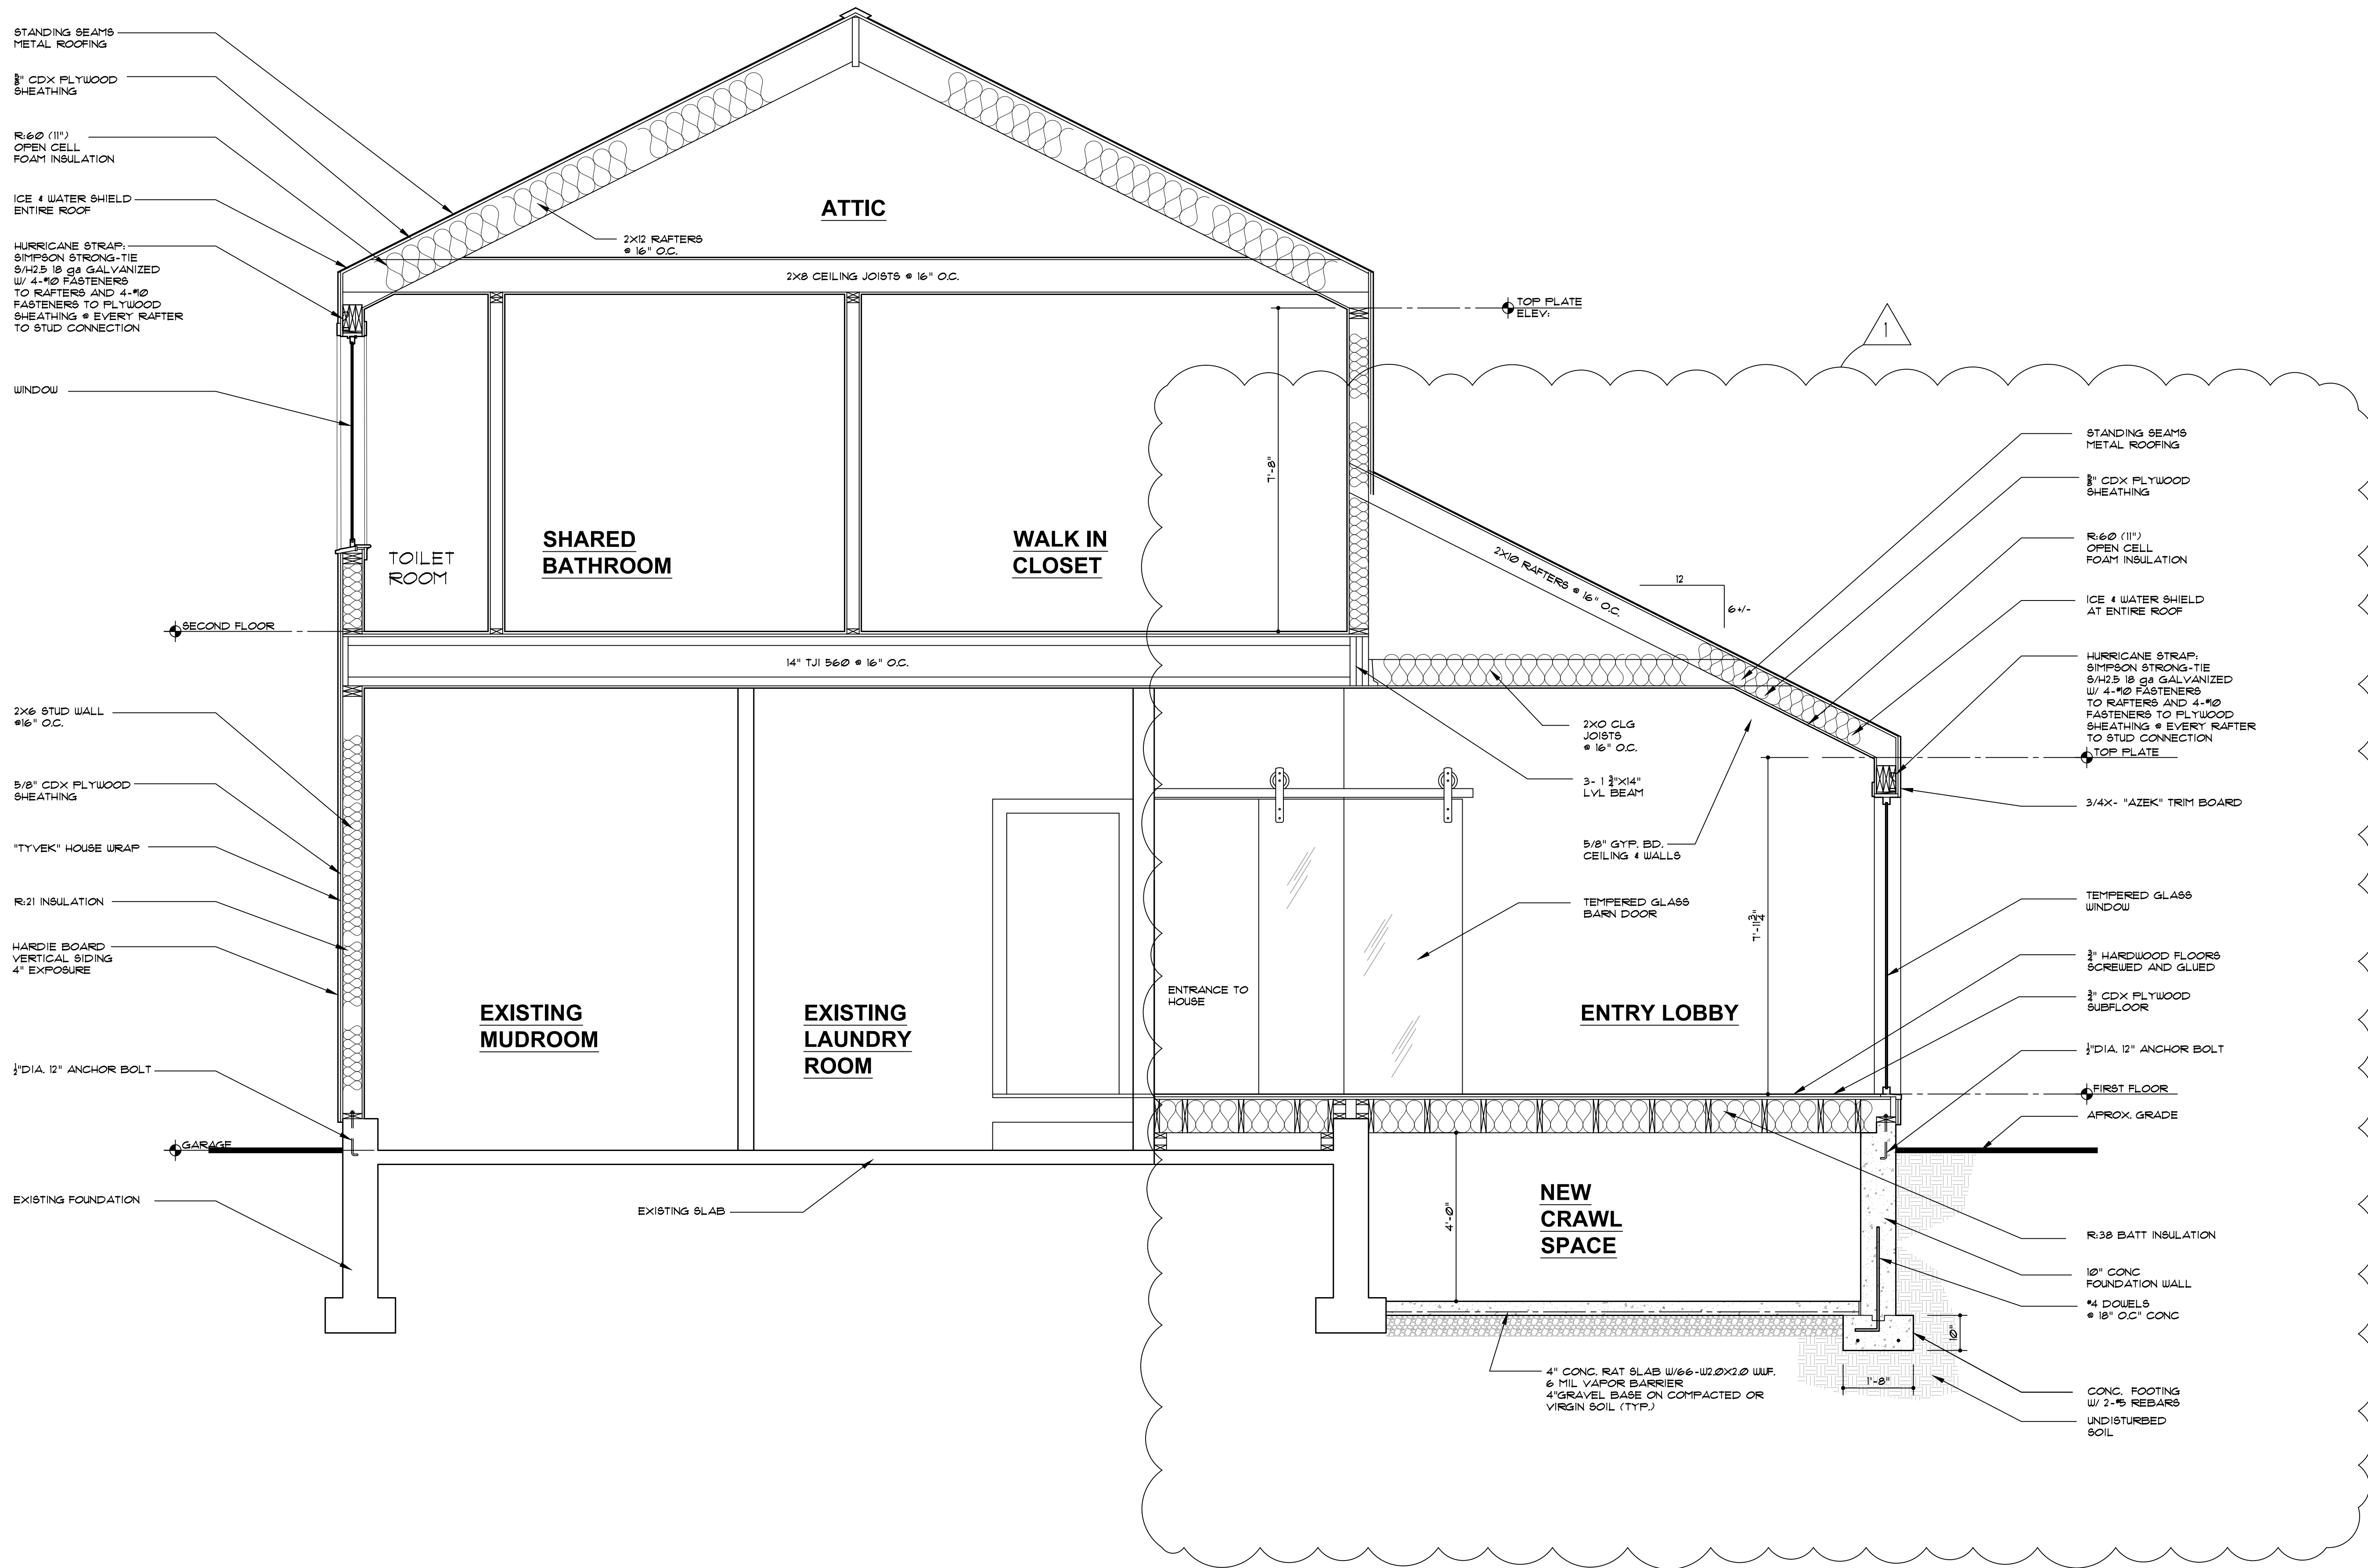 STANDING SEAMS
METAL ROOFING
5/8" CDX PLYWOOD
SHEATHING
R:60 (11")
OPEN CELL
FOAM INSULATION
ICE & WATER SHIELD
ENTIRE ROOF
HURRICANE STRAP:
SIMPSON STRONG-TIE
S/H2.5 18 ga GALVANIZED
W/ 4-#10 FASTENERS
TO RAFTERS AND 4-#10
FASTENERS TO PLYWOOD
SHEATHING @ EVERY RAFTER
TO STUD CONNECTION
WINDOW
SECOND FLOOR
2X6 STUD WALL
@16" O.C.
5/8" CDX PLYWOOD
SHEATHING
"TYVEK" HOUSE WRAP
R:21 INSULATION
HARDIE BOARD
VERTICAL SIDING
4" EXPOSURE
1/2"DIA. 12" ANCHOR BOLT
GARAGE
EXISTING FOUNDATION
ATTIC
2X12 RAFTERS
@ 16" O.C.
2X8 CEILING JOISTS @ 16" O.C.
TOP PLATE
ELEV:
1
7'-8"
TOILET
ROOM
SHARED
BATHROOM
WALK IN
CLOSET
2X10 RAFTERS @ 16" O.C.
12
6+/-
14" TJI 560 @ 16" O.C.
2X0 CLG
JOISTS
@ 16" O.C.
3- 1 3/4"X14"
LVL BEAM
5/8" GYP. BD.
CEILING & WALLS
TEMPERED GLASS
BARN DOOR
7'-11 3/4"
ENTRANCE TO
HOUSE
EXISTING
MUDROOM
EXISTING
LAUNDRY
ROOM
ENTRY LOBBY
EXISTING SLAB
4'-0"
NEW
CRAWL
SPACE
10"
1'-8"
4" CONC. RAT SLAB W/66-W2.0X2.0 WWF.
6 MIL VAPOR BARRIER
4"GRAVEL BASE ON COMPACTED OR
VIRGIN SOIL (TYP.)
STANDING SEAMS
METAL ROOFING
5/8" CDX PLYWOOD
SHEATHING
R:60 (11")
OPEN CELL
FOAM INSULATION
ICE & WATER SHIELD
AT ENTIRE ROOF
HURRICANE STRAP:
SIMPSON STRONG-TIE
S/H2.5 18 ga GALVANIZED
W/ 4-#10 FASTENERS
TO RAFTERS AND 4-#10
FASTENERS TO PLYWOOD
SHEATHING @ EVERY RAFTER
TO STUD CONNECTION
TOP PLATE
3/4X- "AZEK" TRIM BOARD
TEMPERED GLASS
WINDOW
3/4" HARDWOOD FLOORS
SCREWED AND GLUED
3/4" CDX PLYWOOD
SUBFLOOR
1/2"DIA. 12" ANCHOR BOLT
FIRST FLOOR
APROX. GRADE
R:38 BATT INSULATION
10" CONC
FOUNDATION WALL
#4 DOWELS
@ 18" O.C" CONC
CONC. FOOTING
W/ 2-#5 REBARS
UNDISTURBED
SOIL